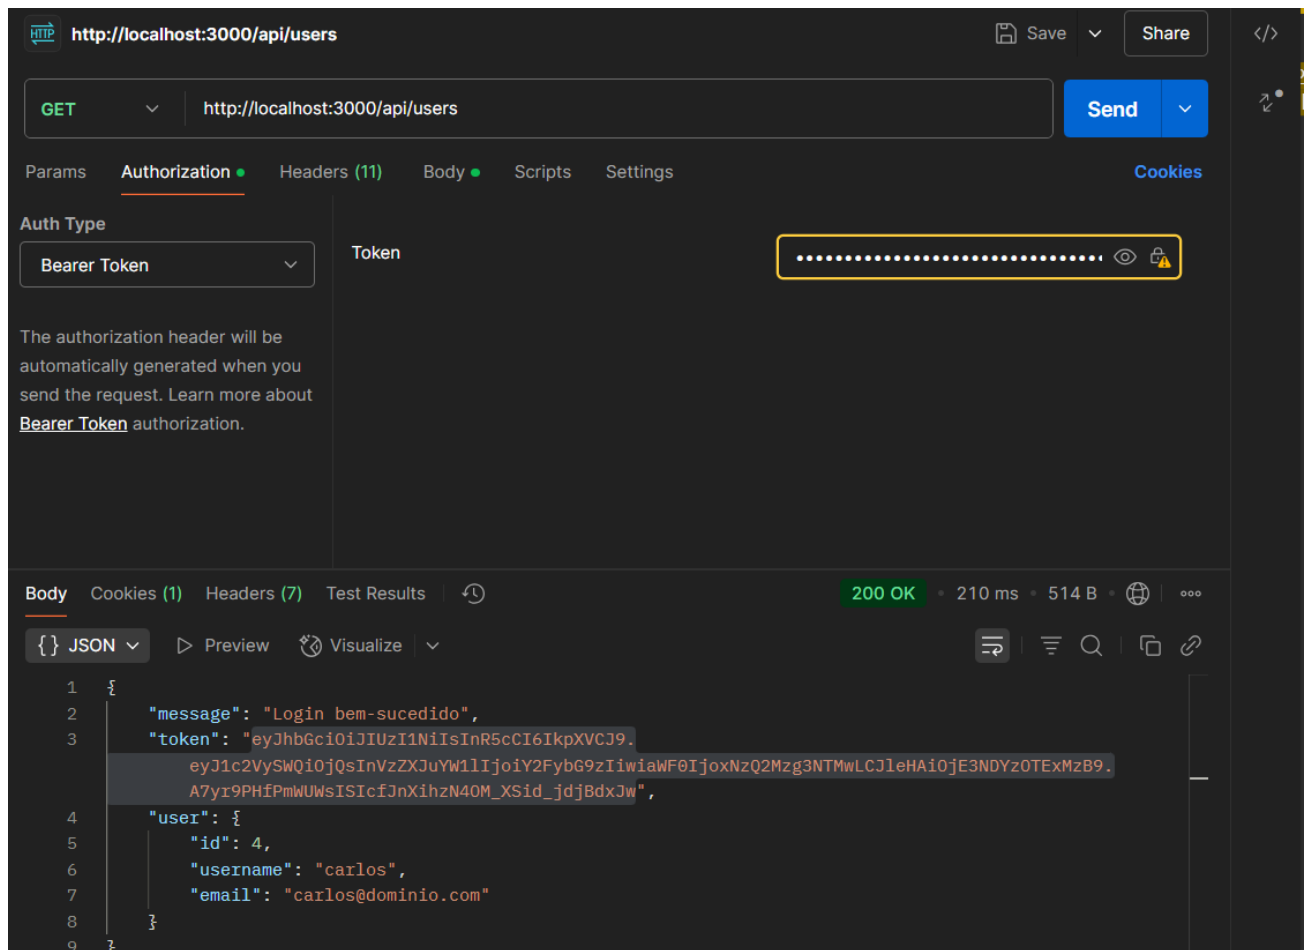 HTTP http://localhost:3000/api/users Save Share
GET http://localhost:3000/api/users Send
Params Authorization Headers (11) Body Scripts Settings Cookies
Auth Type
Bearer Token
Token ••••••••••••••••••••••••••••••••
The authorization header will be
automatically generated when you
send the request. Learn more about
Bearer Token authorization.
Body Cookies (1) Headers (7) Test Results 200 OK • 210 ms • 514 B
{} JSON Preview Visualize
1 {
2 "message": "Login bem-sucedido",
3 "token": "eyJhbGciOiJIUzI1NiIsInR5cCI6IkpXVCJ9.
eyJ1c2VySWQiOjQsInVzZXJuYW1lIjoiY2FybG9zIiwiaWF0IjoxNzQ2Mzg3NTMwLCJleHAiOjE3NDYzOTExMzB9.
A7yr9PHfPmWUWsISIcfJnXihzN4OM_XSid_jdjBdxJw",
4 "user": {
5 "id": 4,
6 "username": "carlos",
7 "email": "carlos@dominio.com"
8 }
9 }